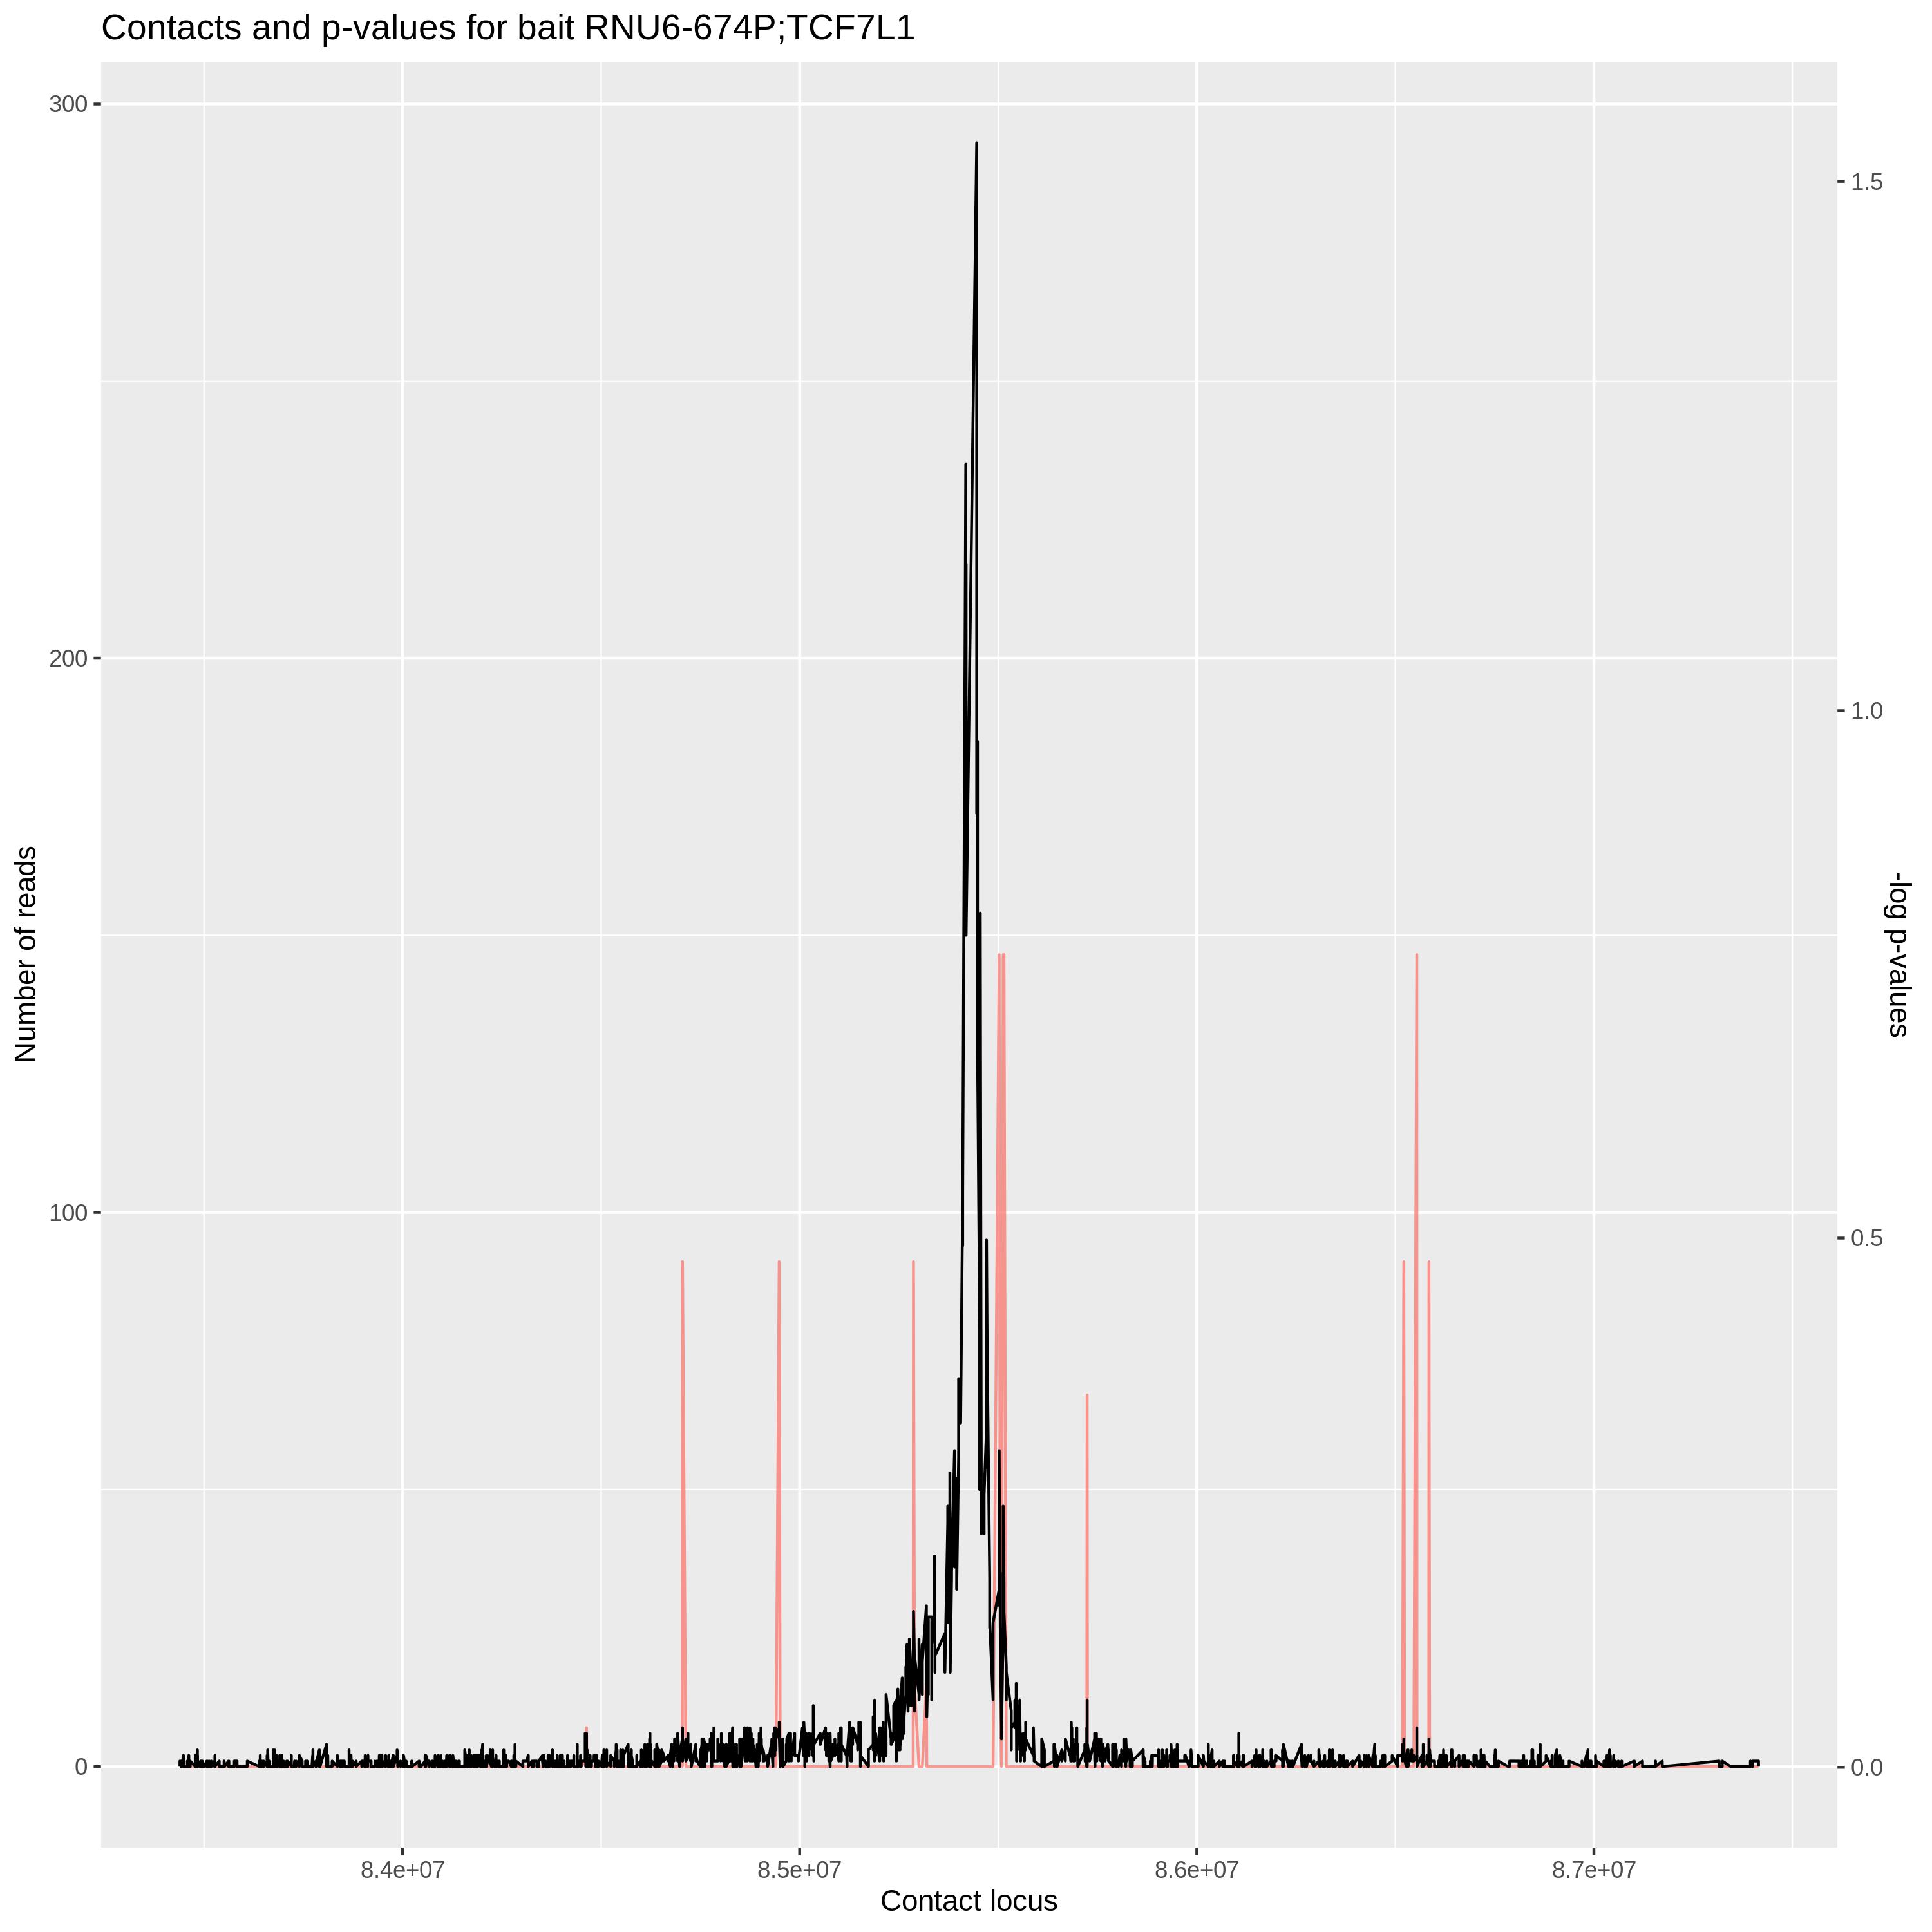 Contacts and p-values for bait RNU6-674P;TCF7L1
300
200
100
0
Number of reads
1.5
1.0
0.5
0.0
-log p-values
8.4e+07
8.5e+07
8.6e+07
8.7e+07
Contact locus